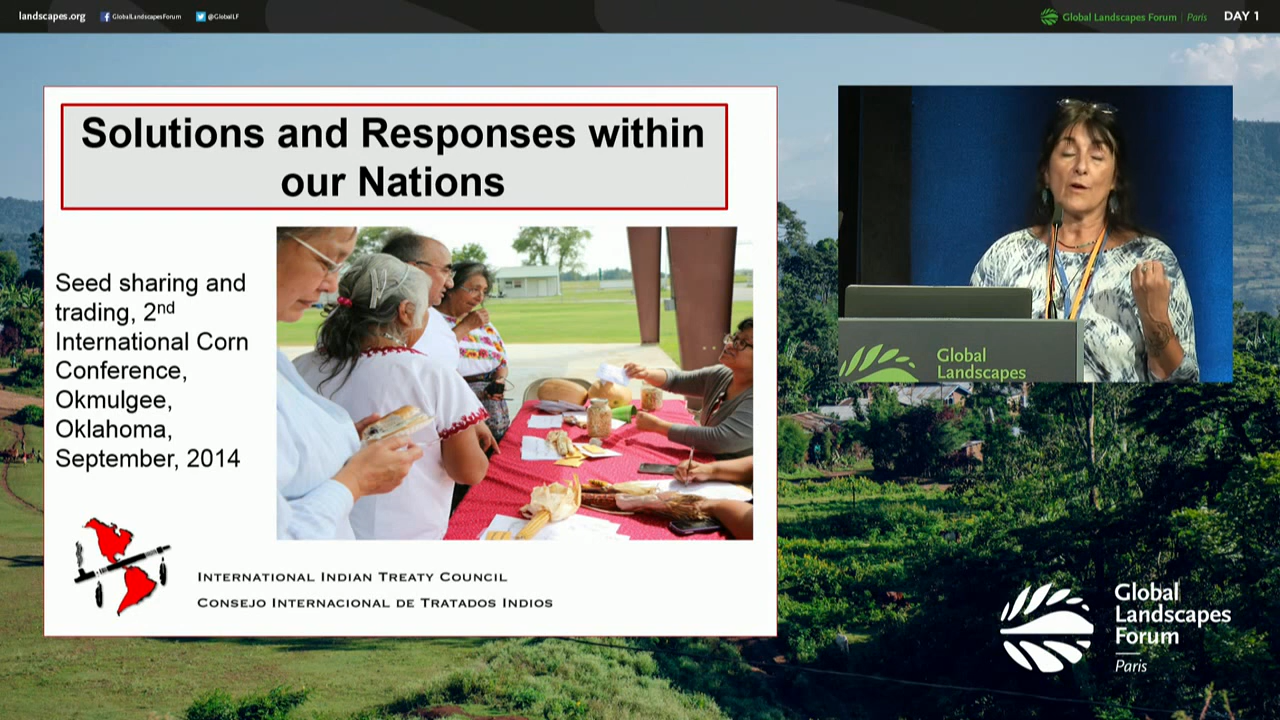 landscapes.org
GlobalLandscapesForum
@GlobalLF
Global Landscapes Forum | Paris
DAY 1
Solutions and Responses within
our Nations
Seed sharing and
trading, 2nd
International Corn
Conference,
Okmulgee,
Oklahoma,
September, 2014
INTERNATIONAL INDIAN TREATY COUNCIL
CONSEJO INTERNACIONAL DE TRATADOS INDIOS
Global
Landscapes
Global
Landscapes
Forum
Paris